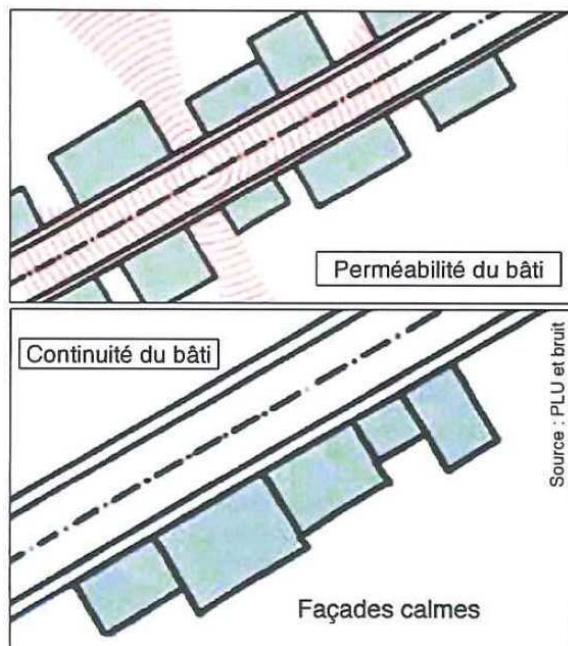 Perméabilité du bâti
Continuité du bâti
Source : PLU et bruit
Façades calmes